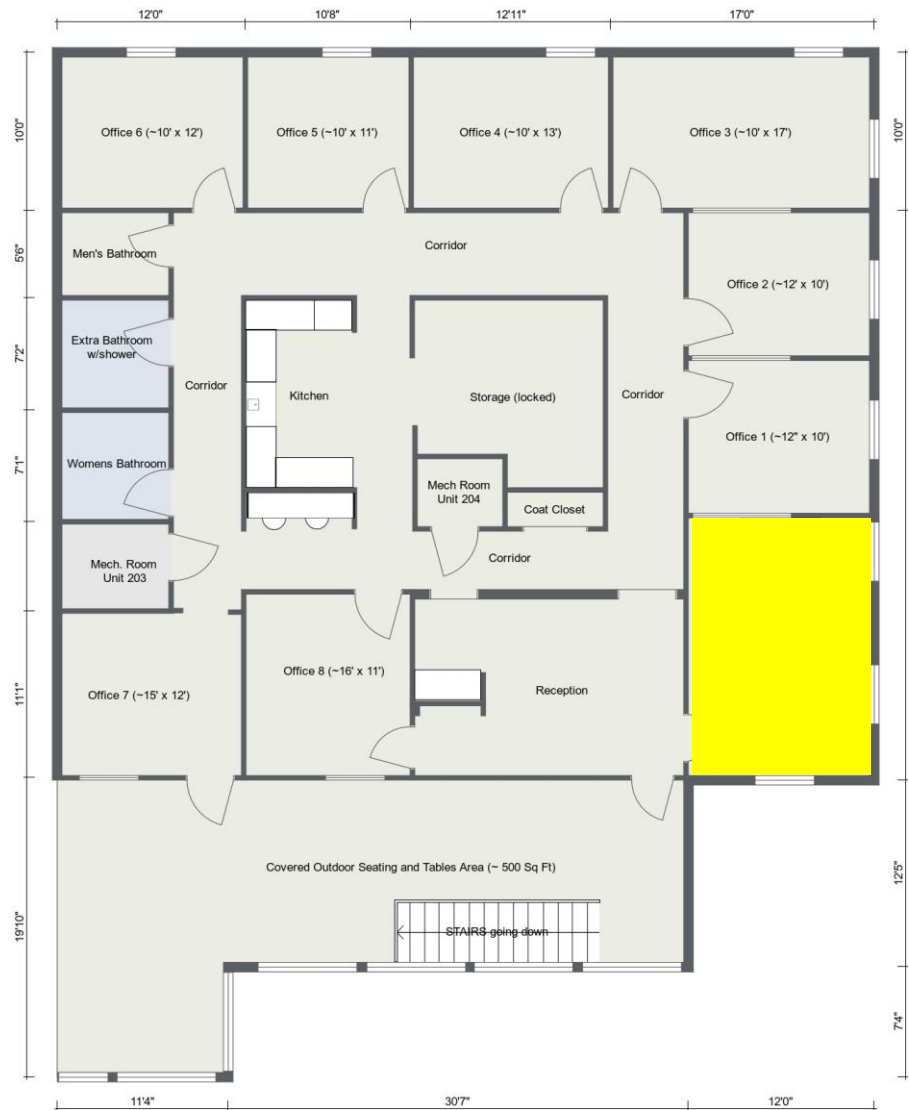 12'0" 10'8" 12'11" 17'0"
10'0"
10'0"
Office 6 (~10' x 12')
Office 5 (~10' x 11')
Office 4 (~10' x 13')
Office 3 (~10' x 17')
5'6"
Men's Bathroom
Corridor
Office 2 (~12' x 10')
7'2"
Extra Bathroom
w/shower
Corridor
Kitchen
Storage (locked)
Corridor
Office 1 (~12" x 10')
7'1"
Womens Bathroom
Mech Room
Unit 204
Coat Closet
Mech. Room
Unit 203
Corridor
11'1"
Office 7 (~15' x 12')
Office 8 (~16' x 11')
Reception
19'10"
Covered Outdoor Seating and Tables Area (~ 500 Sq Ft)
12'5"
STAIRS going down
7'4"
11'4" 30'7" 12'0"